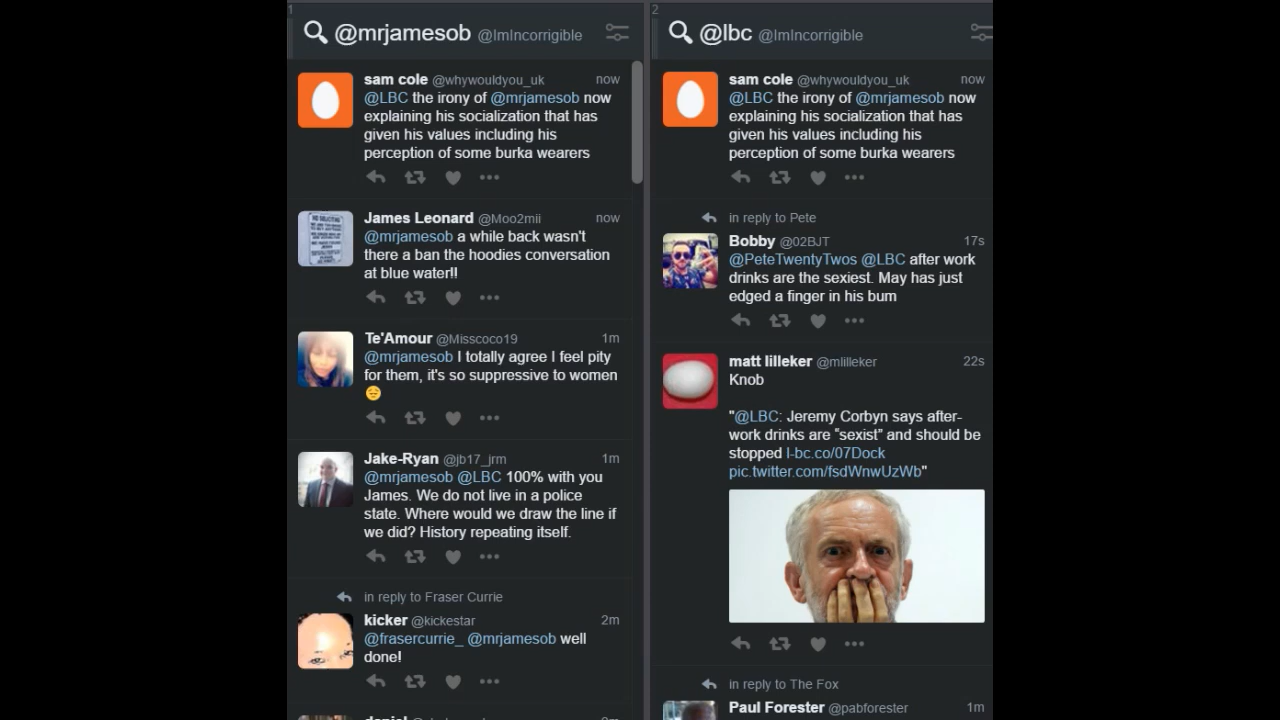 1
@mrjamesob @ImIncorrigible
sam cole @whywouldyou_uk now
@LBC the irony of @mrjamesob now
explaining his socialization that has
given his values including his
perception of some burka wearers
James Leonard @Moo2mii now
@mrjamesob a while back wasn't
there a ban the hoodies conversation
at blue water!!
Te'Amour @Misscoco19 1m
@mrjamesob I totally agree I feel pity
for them, it's so suppressive to women
Jake-Ryan @jb17_jrm 1m
@mrjamesob @LBC 100% with you
James. We do not live in a police
state. Where would we draw the line if
we did? History repeating itself.
in reply to Fraser Currie
kicker @kickestar 2m
@frasercurrie_ @mrjamesob well
done!
2
@lbc @ImIncorrigible
sam cole @whywouldyou_uk now
@LBC the irony of @mrjamesob now
explaining his socialization that has
given his values including his
perception of some burka wearers
in reply to Pete
Bobby @02BJT 17s
@PeteTwentyTwos @LBC after work
drinks are the sexiest. May has just
edged a finger in his bum
matt lilleker @mlilleker 22s
Knob
"@LBC: Jeremy Corbyn says after-
work drinks are “sexist” and should be
stopped l-bc.co/07Dock
pic.twitter.com/fsdWnwUzWb"
in reply to The Fox
Paul Forester @pabforester 1m